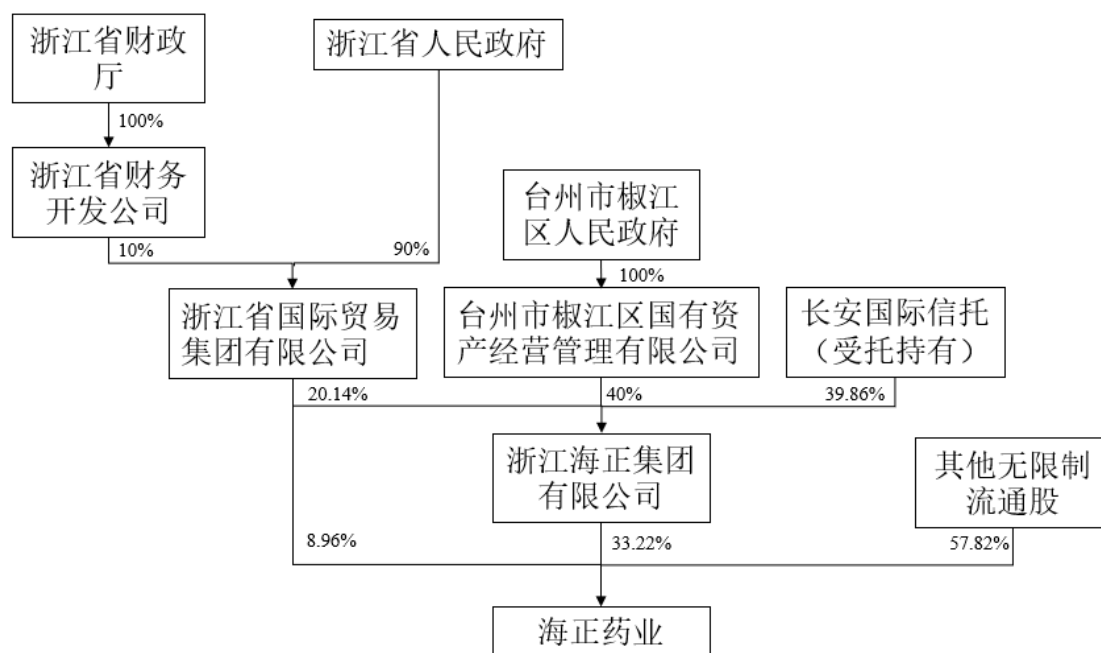 浙江省财政
厅
浙江省人民政府
100%
浙江省财务
开发公司
台州市椒江
区人民政府
10%
90%
100%
浙江省国际贸易
集团有限公司
台州市椒江区国有资
产经营管理有限公司
长安国际信托
（受托持有）
20.14%
40%
39.86%
浙江海正集团
有限公司
其他无限制
流通股
8.96%
33.22%
57.82%
海正药业